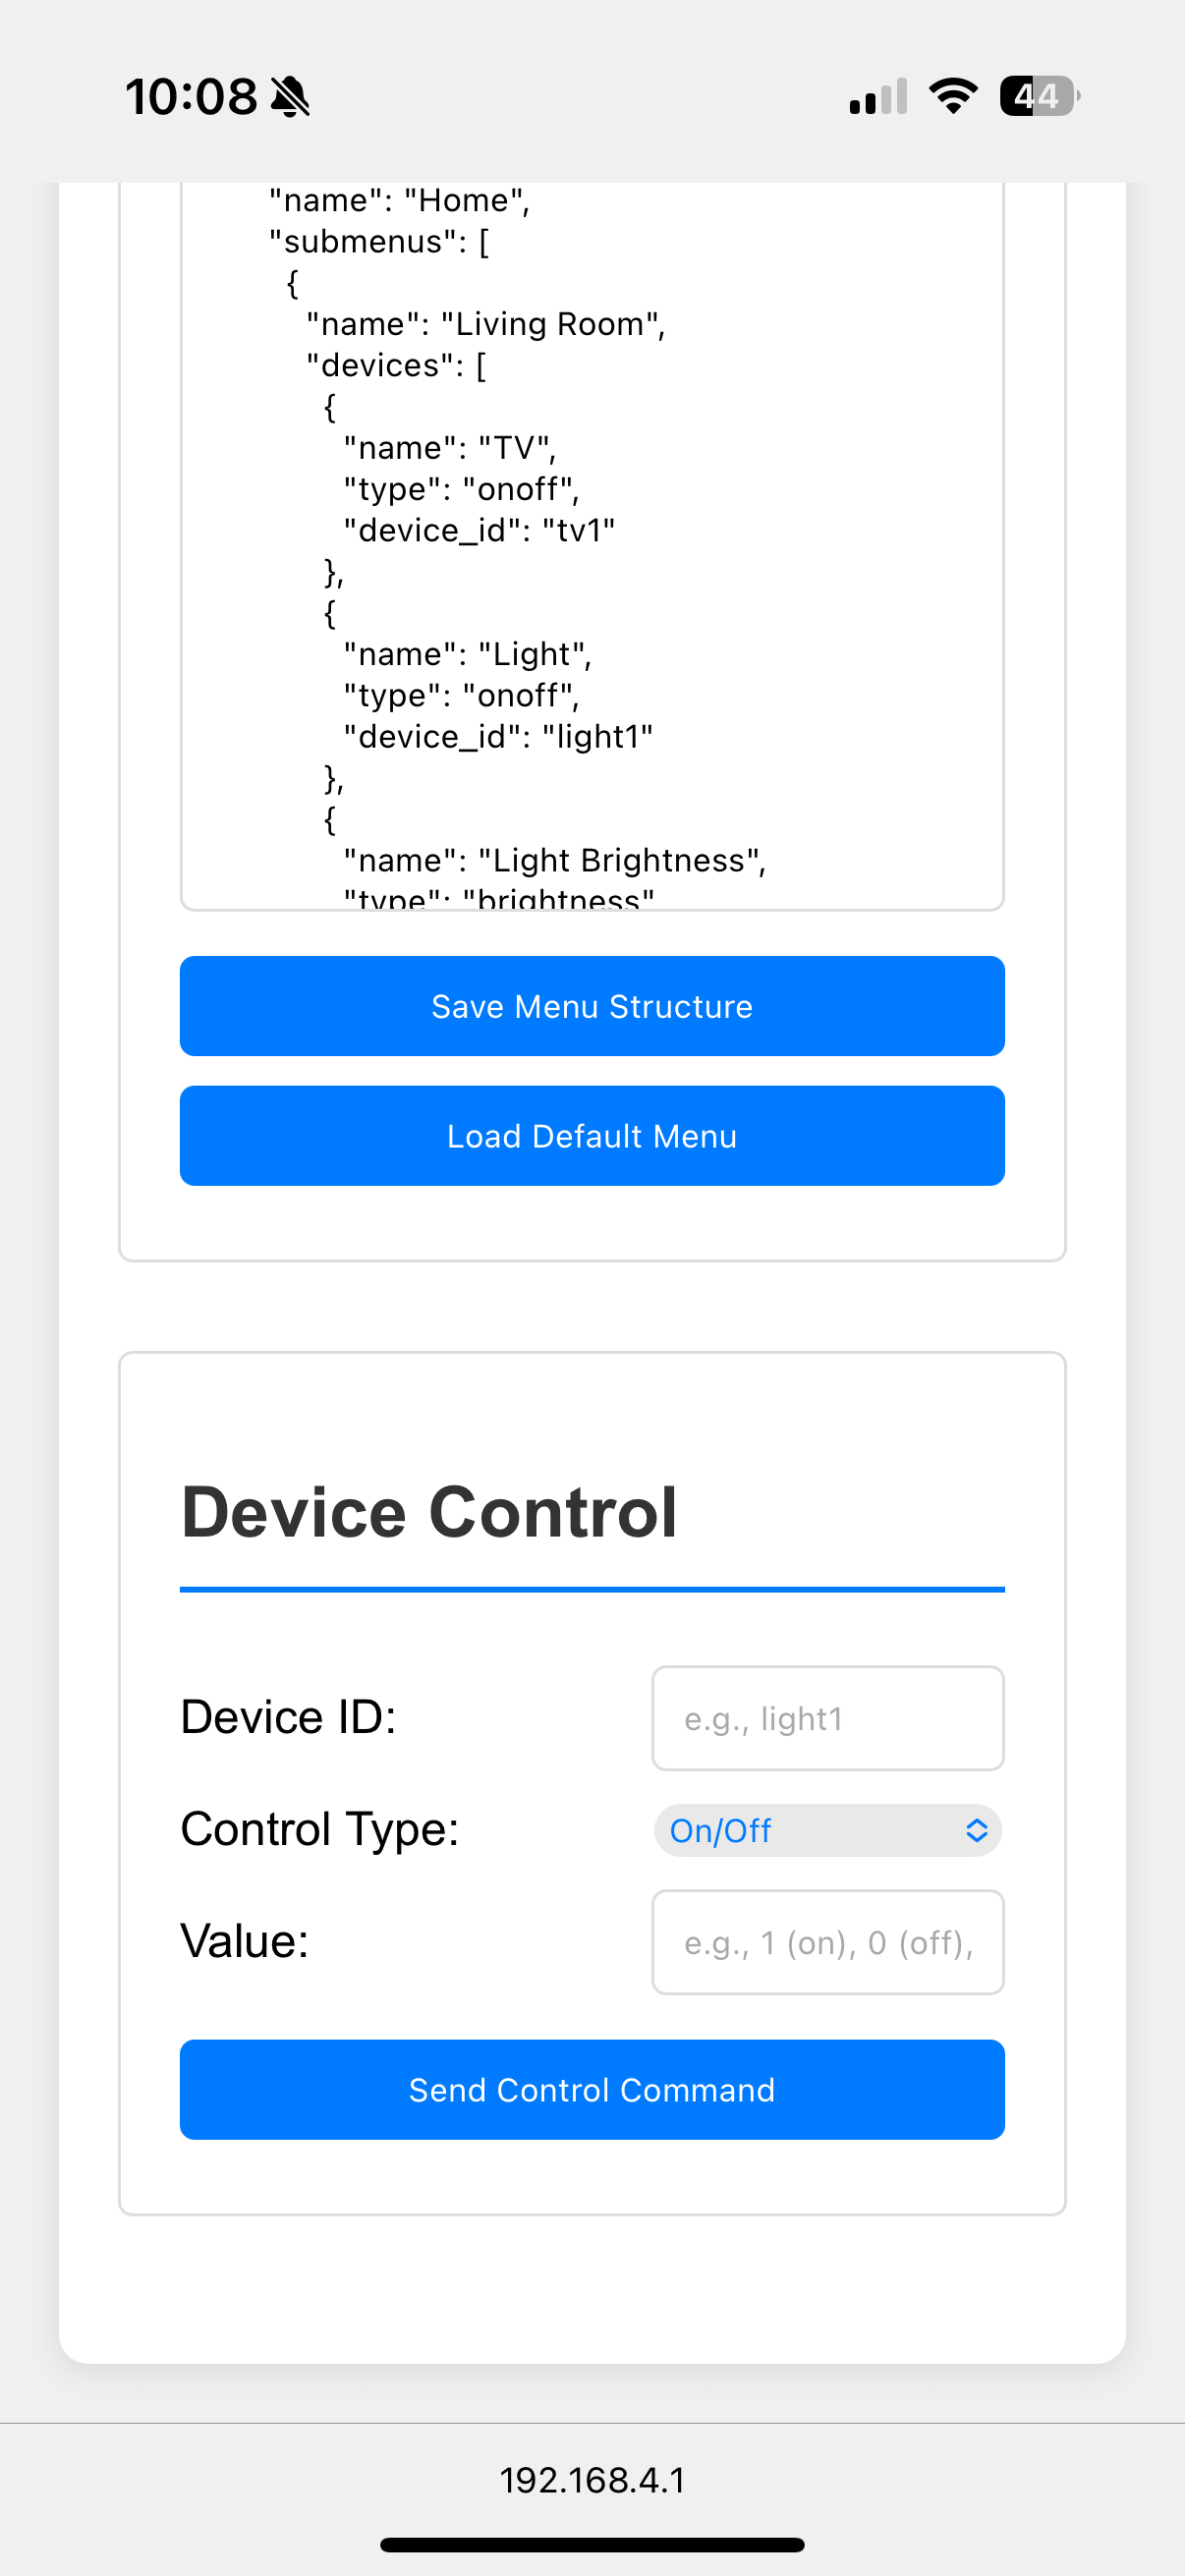 10:08
44
"name": "Home",
"submenus": [
{
"name": "Living Room",
"devices": [
{
"name": "TV",
"type": "onoff",
"device_id": "tv1"
},
{
"name": "Light",
"type": "onoff",
"device_id": "light1"
},
{
"name": "Light Brightness",
"type": "brightness"
Save Menu Structure
Load Default Menu
Device Control
Device ID:
e.g., light1
Control Type:
On/Off
Value:
e.g., 1 (on), 0 (off),
Send Control Command
192.168.4.1